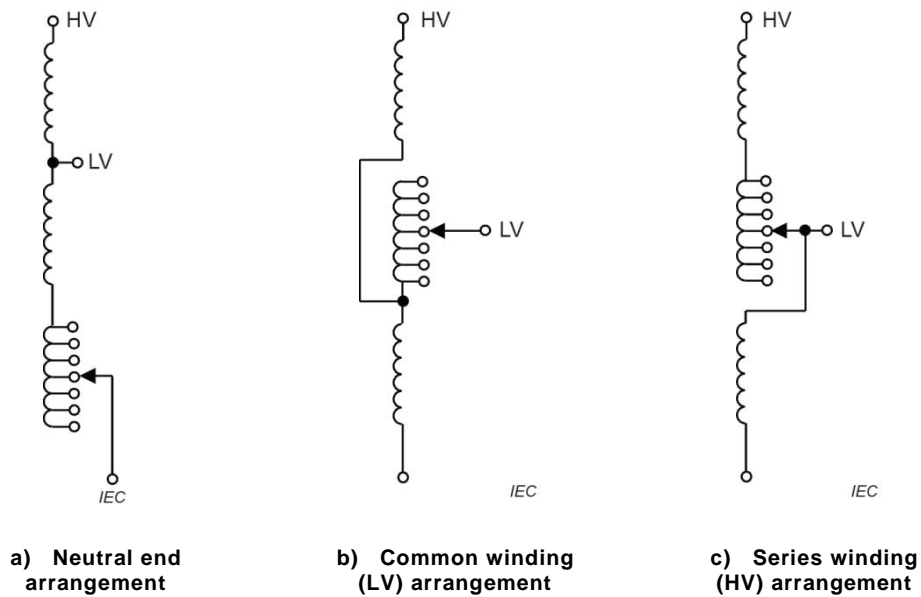 HV
HV
HV
LV
LV
LV
IEC
IEC
IEC
a) Neutral end
arrangement
b) Common winding
(LV) arrangement
c) Series winding
(HV) arrangement